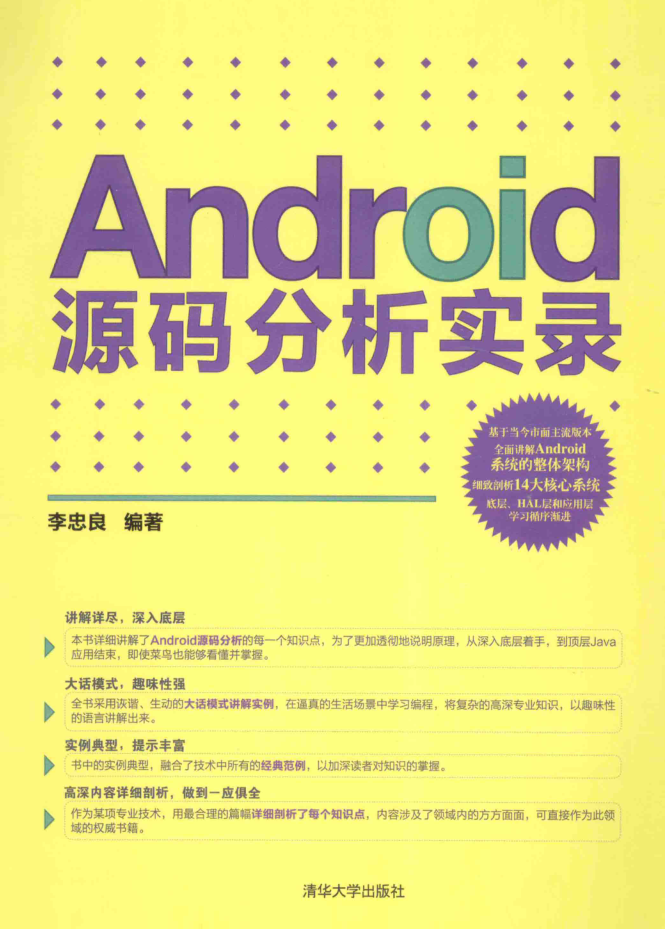 Android
源码分析实录
基于当今市面主流版本
全面讲解Android
系统的整体架构
细致剖析14大核心系统
底层、HAL层和应用层
学习循序渐进
李忠良 编著
讲解详尽，深入底层
本书详细讲解了Android源码分析的每一个知识点，为了更加透彻地说明原理，从深入底层着手，到顶层Java
应用结束，即使菜鸟也能够看懂并掌握。
大话模式，趣味性强
全书采用诙谐、生动的大话模式讲解实例，在逼真的生活场景中学习编程，将复杂的高深专业知识，以趣味性
的语言讲解出来。
实例典型，提示丰富
书中的实例典型，融合了技术中所有的经典范例，以加深读者对知识的掌握。
高深内容详细剖析，做到一应俱全
作为某项专业技术，用最合理的篇幅详细剖析了每个知识点，内容涉及了领域内的方方面面，可直接作为此领
域的权威书籍。
清华大学出版社